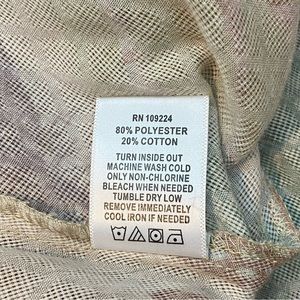 RN 109224
80% POLYESTER
20% COTTON
TURN INSIDE OUT
MACHINE WASH COLD
ONLY NON-CHLORINE
BLEACH WHEN NEEDED
TUMBLE DRY LOW
REMOVE IMMEDIATELY
COOL IRON IF NEEDED